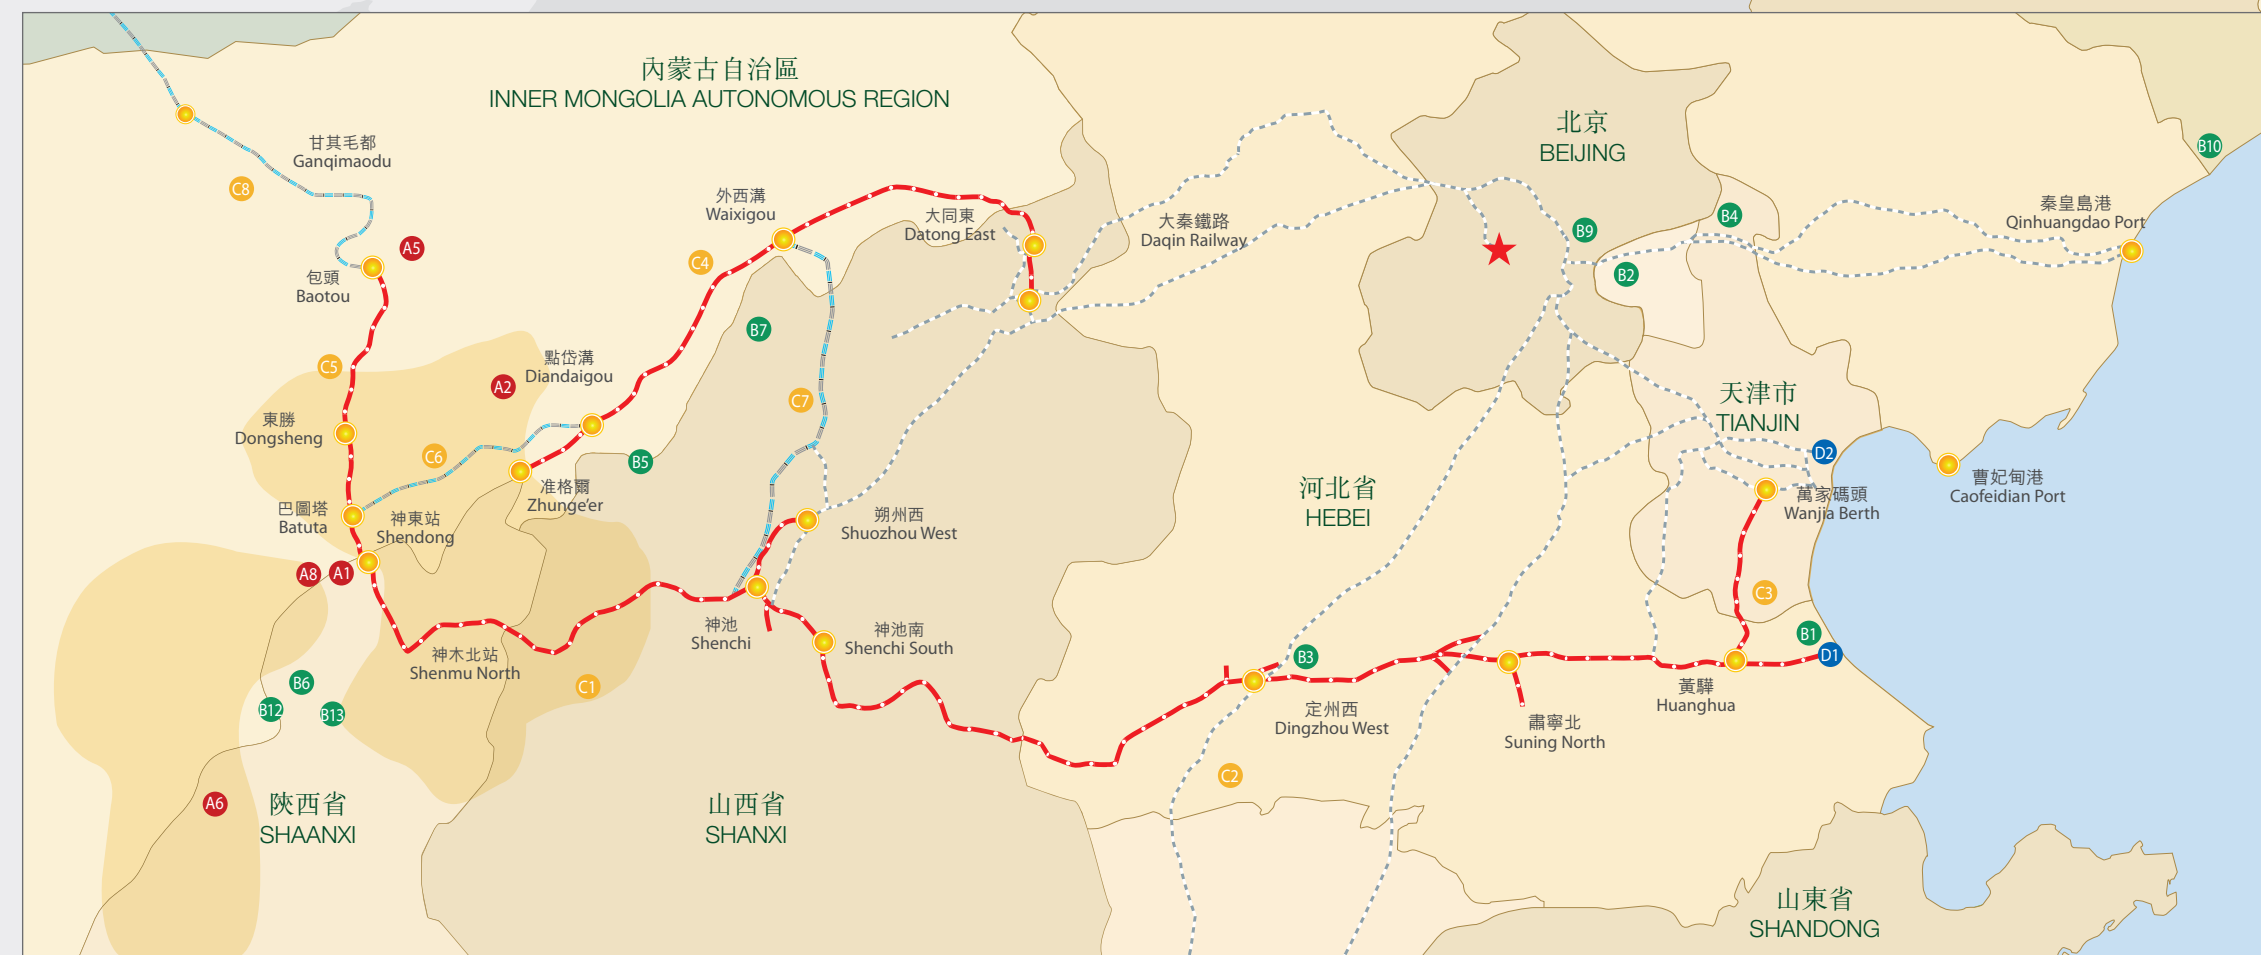 內蒙古自治區
INNER MONGOLIA AUTONOMOUS REGION
北京
BEIJING
甘其毛都
Ganqimaodu
C8
A5
包頭
Baotou
外西溝
Waixigou
C4
大同東
Datong East
大秦鐵路
Daqin Railway
B9
B4
B2
B10
秦皇島港
Qinhuangdao Port
B7
C5
A2
點岱溝
Diandaigou
C7
東勝
Dongsheng
C6
B5
天津市
TIANJIN
D2
河北省
HEBEI
曹妃甸港
Caofeidian Port
萬家碼頭
Wanjia Berth
巴圖塔
Batuta
神東站
Shendong
准格爾
Zhunge'er
朔州西
Shuozhou West
A8
A1
C3
B1
D1
神池
Shenchi
神池南
Shenchi South
神木北站
Shenmu North
B3
C1
B6
B12
B13
定州西
Dingzhou West
肅寧北
Suning North
黃驊
Huanghua
C2
A6
陝西省
SHAANXI
山西省
SHANXI
山東省
SHANDONG